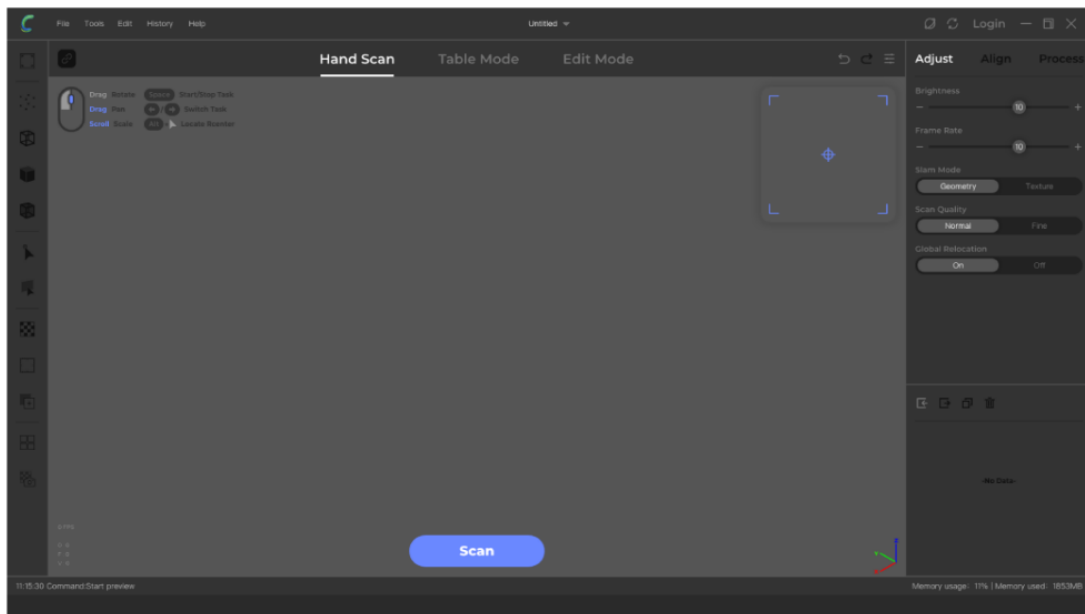 File Tools Edit History Help Untitled Login
Hand Scan Table Mode Edit Mode Adjust Align Process
Drag Rotate Space Start/Stop Task
Drag Pan / Switch Task
Scroll Scale Alt + Locate Rcenter
Brightness
− 10 +
Frame Rate
− 10 +
Slam Mode
Geometry Texture
Scan Quality
Normal Fine
Global Relocation
On Off
-No Data-
Scan
11:15:30 Command:Start preview Memory usage: 11% | Memory used: 1853MB